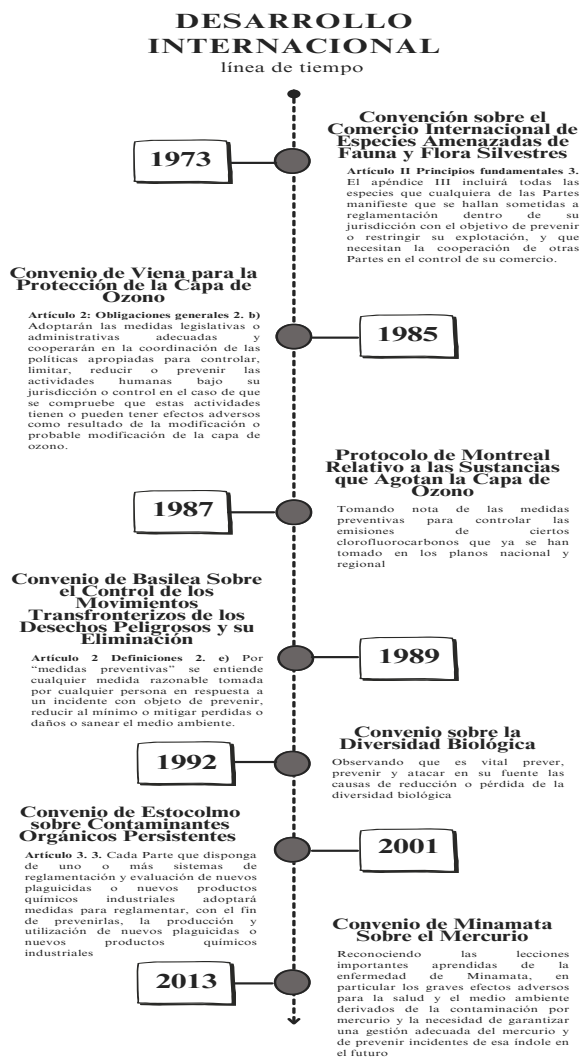 DESARROLLO
INTERNACIONAL
línea de tiempo
1973
Convención sobre el
Comercio Internacional de
Especies Amenazadas de
Fauna y Flora Silvestres
Artículo II Principios fundamentales 3.
El apéndice III incluirá todas las
especies que cualquiera de las Partes
manifieste que se hallan sometidas a
reglamentación dentro de su
jurisdicción con el objetivo de prevenir
o restringir su explotación, y que
necesitan la cooperación de otras
Partes en el control de su comercio.
Convenio de Viena para la
Protección de la Capa de
Ozono
Artículo 2: Obligaciones generales 2. b)
Adoptarán las medidas legislativas o
administrativas adecuadas y
cooperarán en la coordinación de las
políticas apropiadas para controlar,
limitar, reducir o prevenir las
actividades humanas bajo su
jurisdicción o control en el caso de que
se compruebe que estas actividades
tienen o pueden tener efectos adversos
como resultado de la modificación o
probable modificación de la capa de
ozono.
1985
Protocolo de Montreal
Relativo a las Sustancias
que Agotan la Capa de
Ozono
Tomando nota de las medidas
preventivas para controlar las
emisiones de ciertos
clorofluorocarbonos que ya se han
tomado en los planos nacional y
regional
1987
Convenio de Basilea Sobre
el Control de los
Movimientos
Transfronterizos de los
Desechos Peligrosos y su
Eliminación
Artículo 2 Definiciones 2. e) Por
“medidas preventivas” se entiende
cualquier medida razonable tomada
por cualquier persona en respuesta a
un incidente con objeto de prevenir,
reducir al mínimo o mitigar perdidas o
daños o sanear el medio ambiente.
1989
Convenio sobre la
Diversidad Biológica
Observando que es vital prever,
prevenir y atacar en su fuente las
causas de reducción o pérdida de la
diversidad biológica
1992
Convenio de Estocolmo
sobre Contaminantes
Orgánicos Persistentes
Artículo 3. 3. Cada Parte que disponga
de uno o más sistemas de
reglamentación y evaluación de nuevos
plaguicidas o nuevos productos
químicos industriales adoptará
medidas para reglamentar, con el fin
de prevenirlas, la producción y
utilización de nuevos plaguicidas o
nuevos productos químicos
industriales
2001
Convenio de Minamata
Sobre el Mercurio
Reconociendo las lecciones
importantes aprendidas de la
enfermedad de Minamata, en
particular los graves efectos adversos
para la salud y el medio ambiente
derivados de la contaminación por
mercurio y la necesidad de garantizar
una gestión adecuada del mercurio y
de prevenir incidentes de esa índole en
el futuro
2013